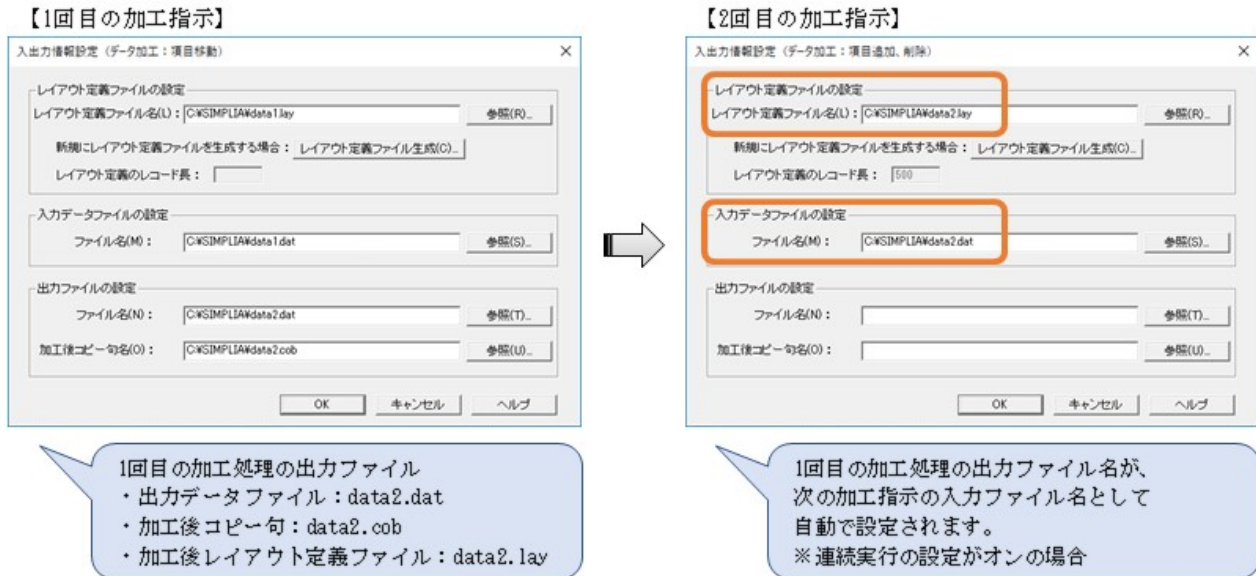 【1回目の加工指示】
入出力情報設定（データ加工：項目移動）
レイアウト定義ファイルの設定
レイアウト定義ファイル名(L)：C:¥SIMPLIA¥data1.lay 参照(R)...
新規にレイアウト定義ファイルを生成する場合：レイアウト定義ファイル生成(C)...
レイアウト定義のレコード長：
入力データファイルの設定
ファイル名(M)：C:¥SIMPLIA¥data1.dat 参照(S)...
出力ファイルの設定
ファイル名(N)：C:¥SIMPLIA¥data2.dat 参照(T)...
加工後コピー句名(O)：C:¥SIMPLIA¥data2.cob 参照(U)...
OK キャンセル ヘルプ
1回目の加工処理の出力ファイル
・出力データファイル：data2.dat
・加工後コピー句：data2.cob
・加工後レイアウト定義ファイル：data2.lay
【2回目の加工指示】
入出力情報設定（データ加工：項目追加、削除）
レイアウト定義ファイルの設定
レイアウト定義ファイル名(L)：C:¥SIMPLIA¥data2.lay 参照(R)...
新規にレイアウト定義ファイルを生成する場合：レイアウト定義ファイル生成(C)...
レイアウト定義のレコード長：500
入力データファイルの設定
ファイル名(M)：C:¥SIMPLIA¥data2.dat 参照(S)...
出力ファイルの設定
ファイル名(N)：参照(T)...
加工後コピー句名(O)：参照(U)...
OK キャンセル ヘルプ
1回目の加工処理の出力ファイル名が、
次の加工指示の入力ファイル名として
自動で設定されます。
※連続実行の設定がオンの場合